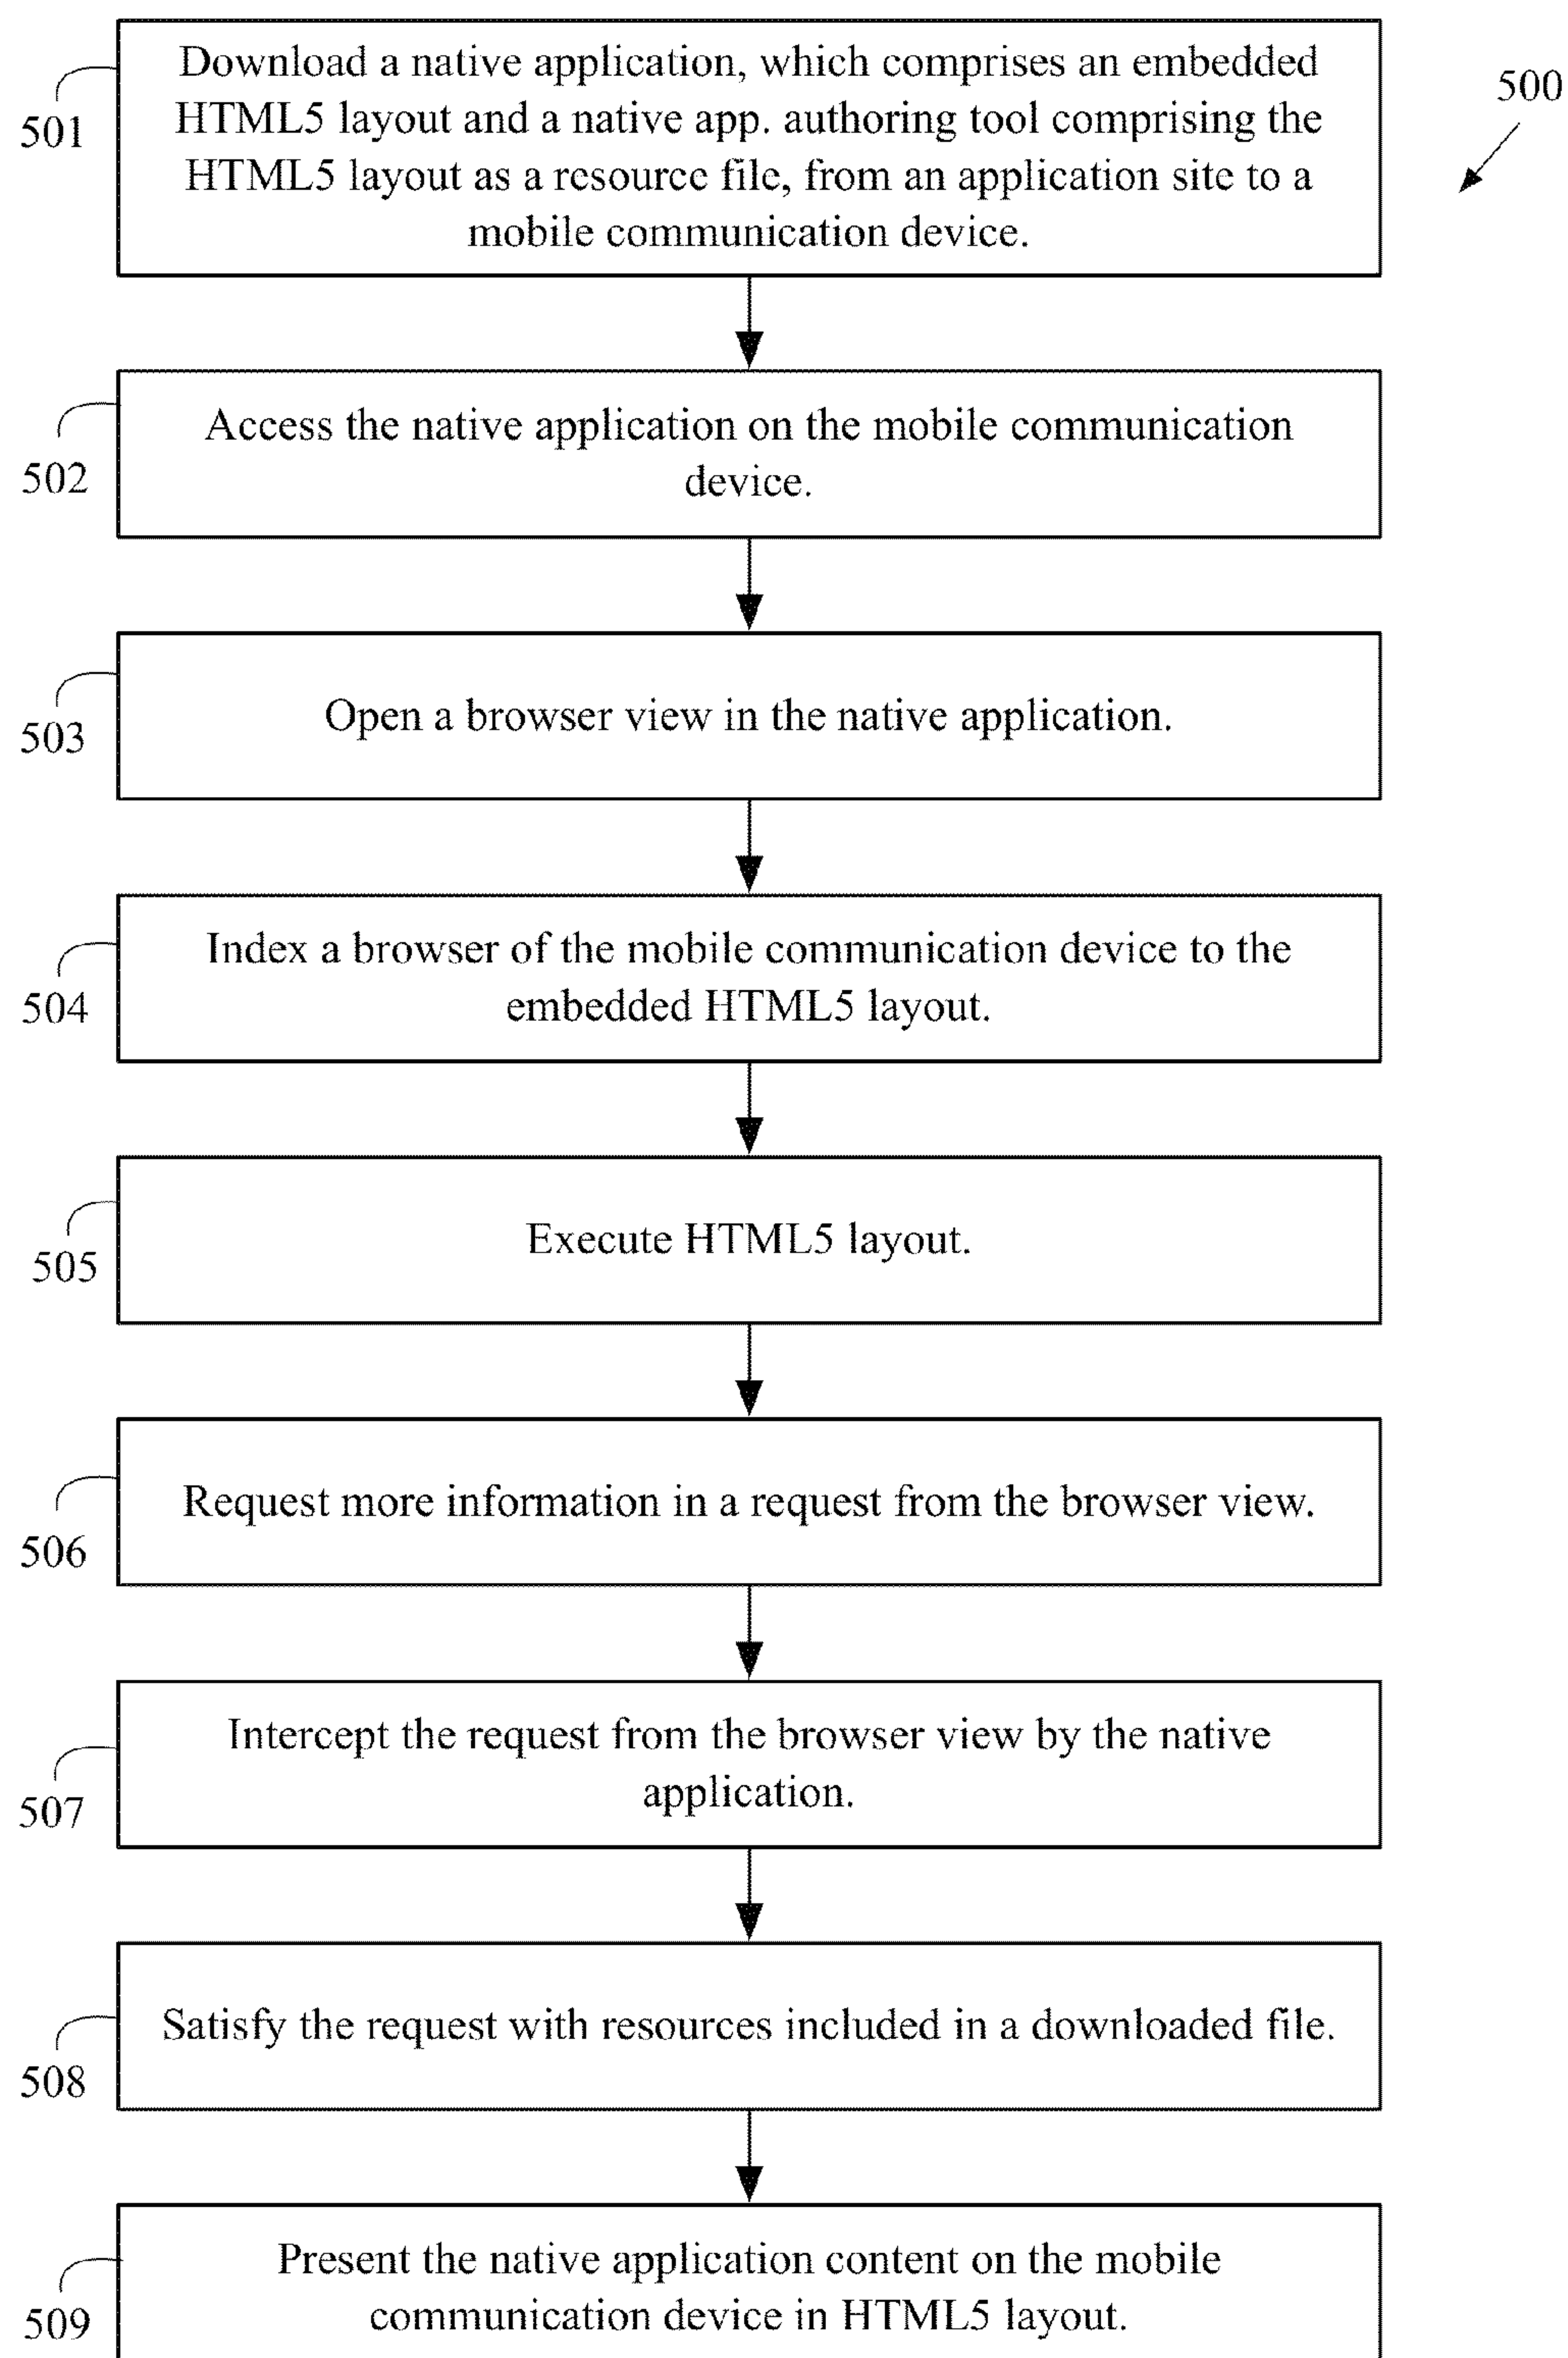 Download a native application, which comprises an embedded
HTML5 layout and a native app. authoring tool comprising the
HTML5 layout as a resource file, from an application site to a
mobile communication device.
501
500
Access the native application on the mobile communication
device.
502
Open a browser view in the native application.
503
Index a browser of the mobile communication device to the
embedded HTML5 layout.
504
Execute HTML5 layout.
505
Request more information in a request from the browser view.
506
Intercept the request from the browser view by the native
application.
507
Satisfy the request with resources included in a downloaded file.
508
Present the native application content on the mobile
communication device in HTML5 layout.
509